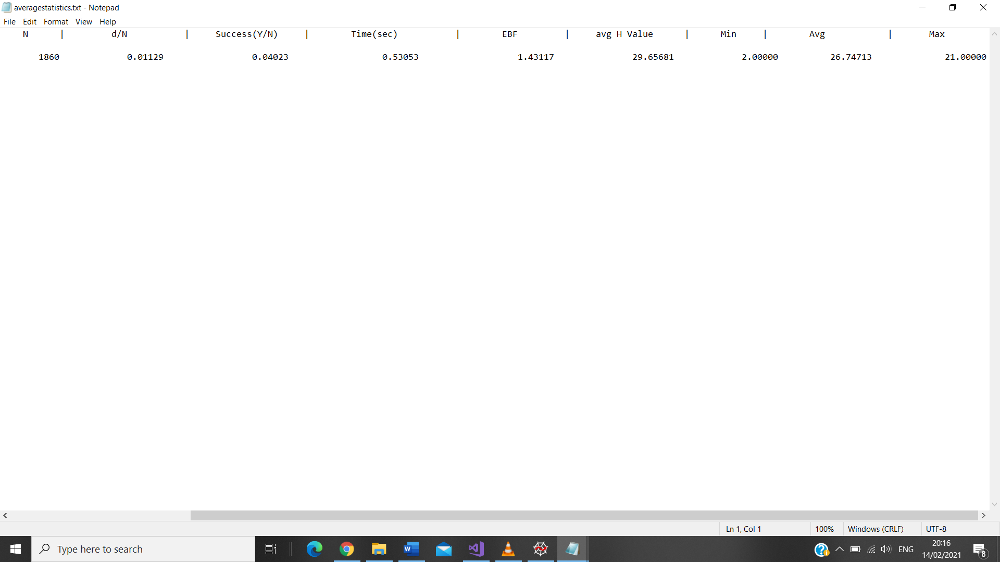 averagestatistics.txt - Notepad
File Edit Format View Help
N | d/N | Success(Y/N) | Time(sec) | EBF | avg H Value | Min | Avg | Max
1860 0.01129 0.04023 0.53053 1.43117 29.65681 2.00000 26.74713 21.00000
Ln 1, Col 1 100% Windows (CRLF) UTF-8
Type here to search
ENG
20:16
14/02/2021
8